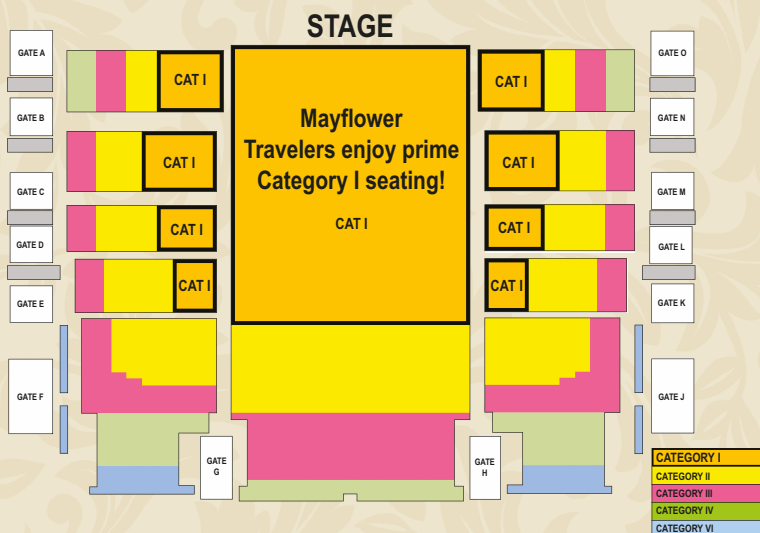 STAGE
GATE A
CAT I
CAT I
GATE O
Mayflower
Travelers enjoy prime
Category I seating!
CAT I
GATE B
GATE N
CAT I
CAT I
GATE C
GATE M
CAT I
CAT I
GATE D
GATE L
CAT I
CAT I
GATE E
GATE K
GATE F
GATE J
GATE
G
GATE
H
CATEGORY I
CATEGORY II
CATEGORY III
CATEGORY IV
CATEGORY VI